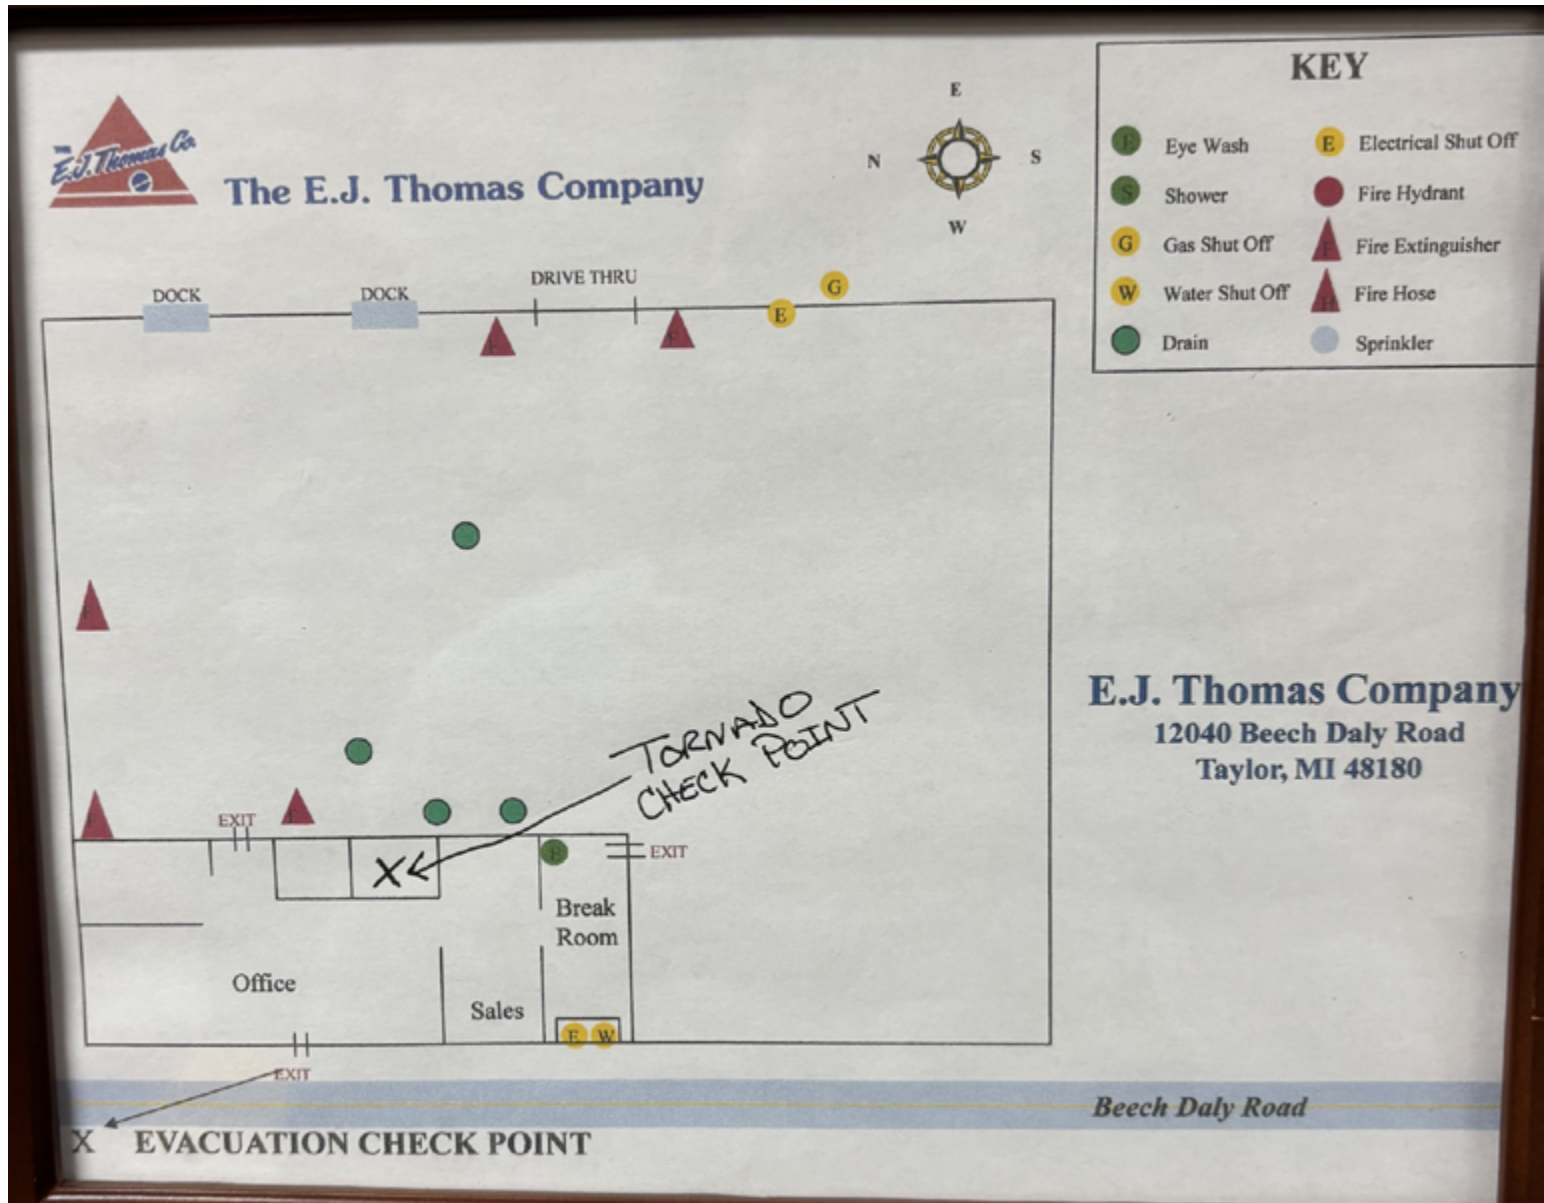 THE
E.J. Thomas Co.
The E.J. Thomas Company
E
N
S
W
KEY
Eye Wash
E Electrical Shut Off
S Shower
Fire Hydrant
G Gas Shut Off
Fire Extinguisher
W Water Shut Off
H Fire Hose
Drain
Sprinkler
DOCK
DOCK
DRIVE THRU
G
E
E.J. Thomas Company
12040 Beech Daly Road
Taylor, MI 48180
TORNADO
CHECK POINT
EXIT
X
EXIT
Break
Room
Office
Sales
E W
EXIT
Beech Daly Road
X EVACUATION CHECK POINT